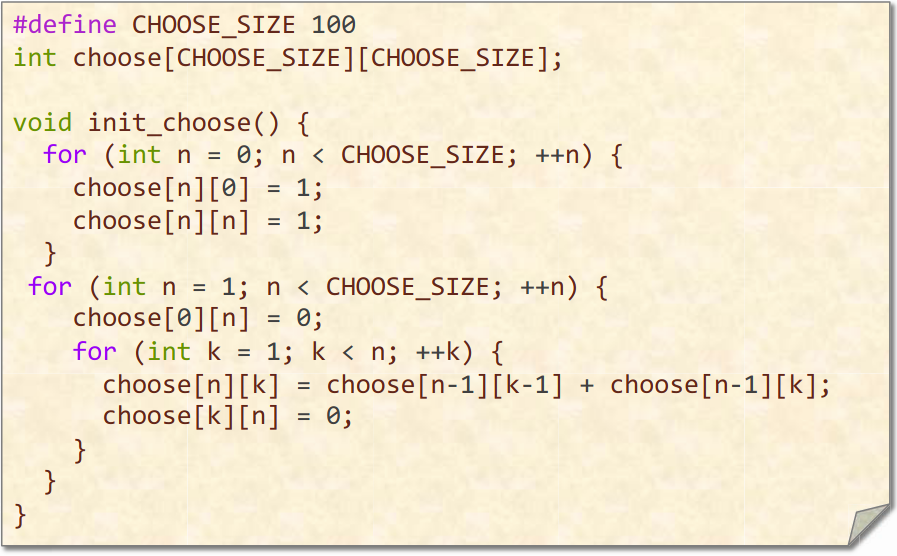 #define CHOOSE_SIZE 100
int choose[CHOOSE_SIZE][CHOOSE_SIZE];

void init_choose() {
  for (int n = 0; n < CHOOSE_SIZE; ++n) {
    choose[n][0] = 1;
    choose[n][n] = 1;
  }
 for (int n = 1; n < CHOOSE_SIZE; ++n) {
    choose[0][n] = 0;
    for (int k = 1; k < n; ++k) {
      choose[n][k] = choose[n-1][k-1] + choose[n-1][k];
      choose[k][n] = 0;
    }
  }
}